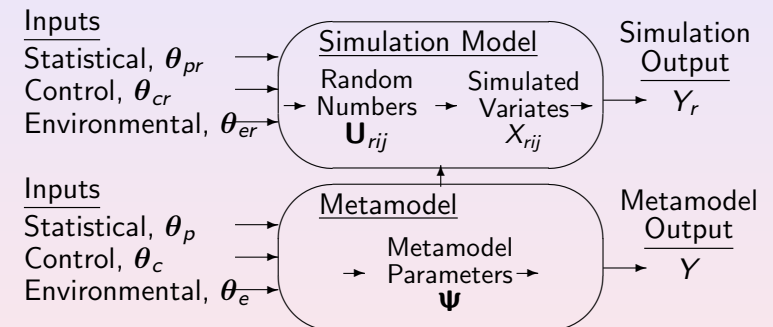 Inputs
Statistical, θpr
Control, θcr
Environmental, θer
Simulation Model
Random
Numbers
Urij
Simulated
Variates
Xrij
Simulation
Output
Yr
Inputs
Statistical, θp
Control, θc
Environmental, θe
Metamodel
Metamodel
Parameters
ψ
Metamodel
Output
Y